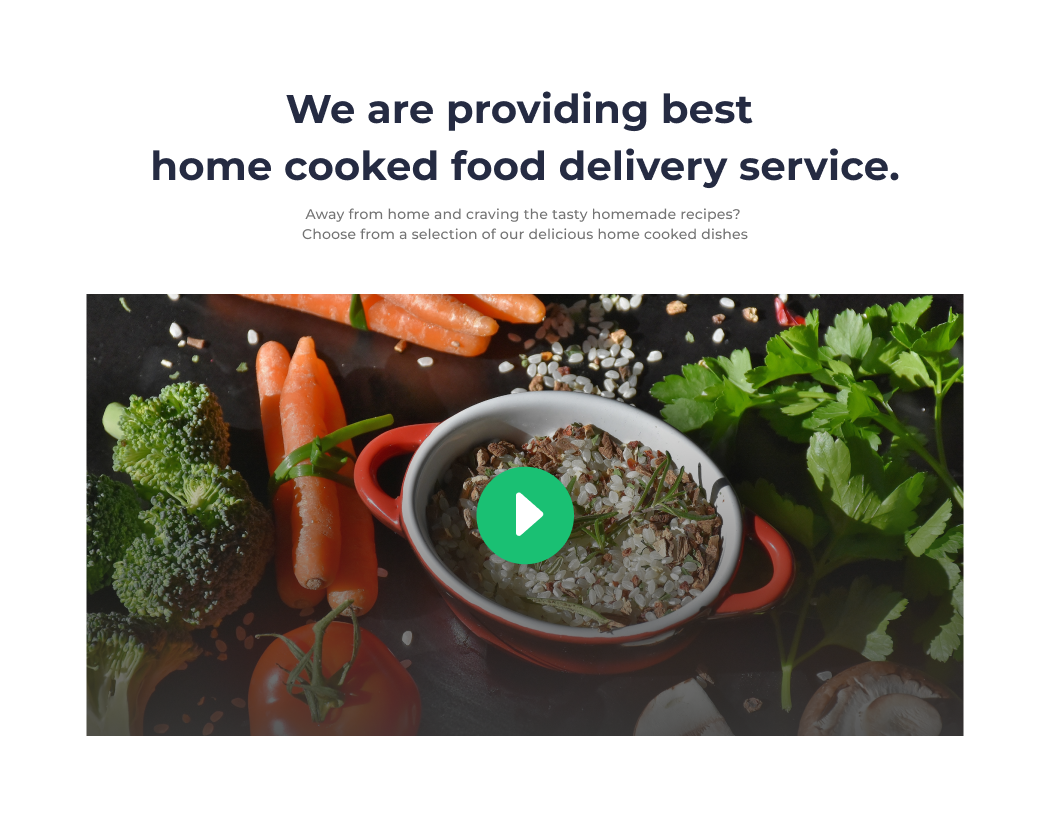 We are providing best
home cooked food delivery service.
Away from home and craving the tasty homemade recipes?
Choose from a selection of our delicious home cooked dishes